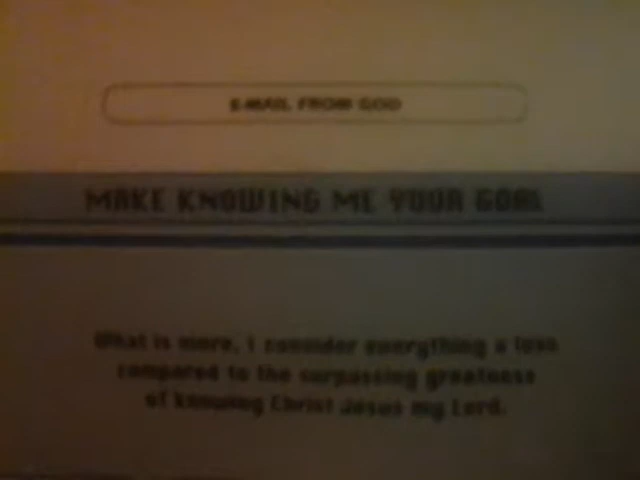 E-MAIL FROM GOD
MAKE KNOWING ME YOUR GOAL
What is more, I consider everything a loss
compared to the surpassing greatness
of knowing Christ Jesus my Lord.